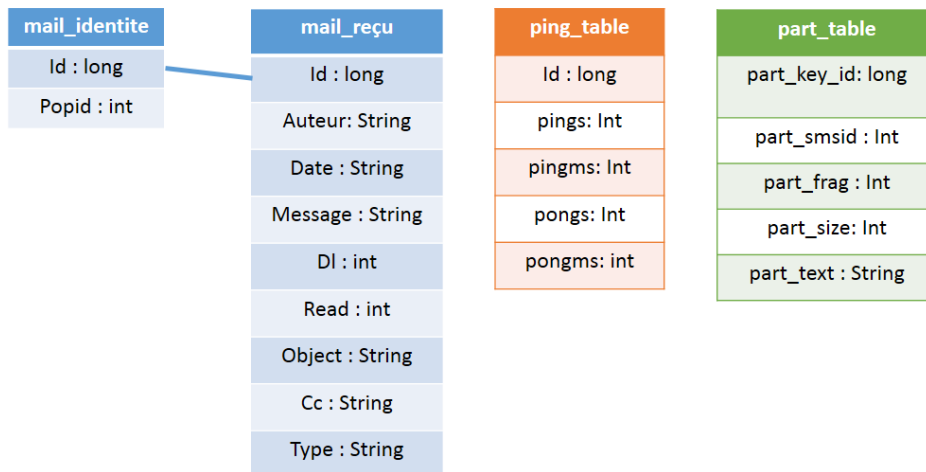 mail_identite
Id : long
Popid : int
mail_reçu
Id : long
Auteur: String
Date : String
Message : String
Dl : int
Read : int
Object : String
Cc : String
Type : String
ping_table
Id : long
pings: Int
pingms: Int
pongs: Int
pongms: int
part_table
part_key_id: long
part_smsid : Int
part_frag : Int
part_size: Int
part_text : String